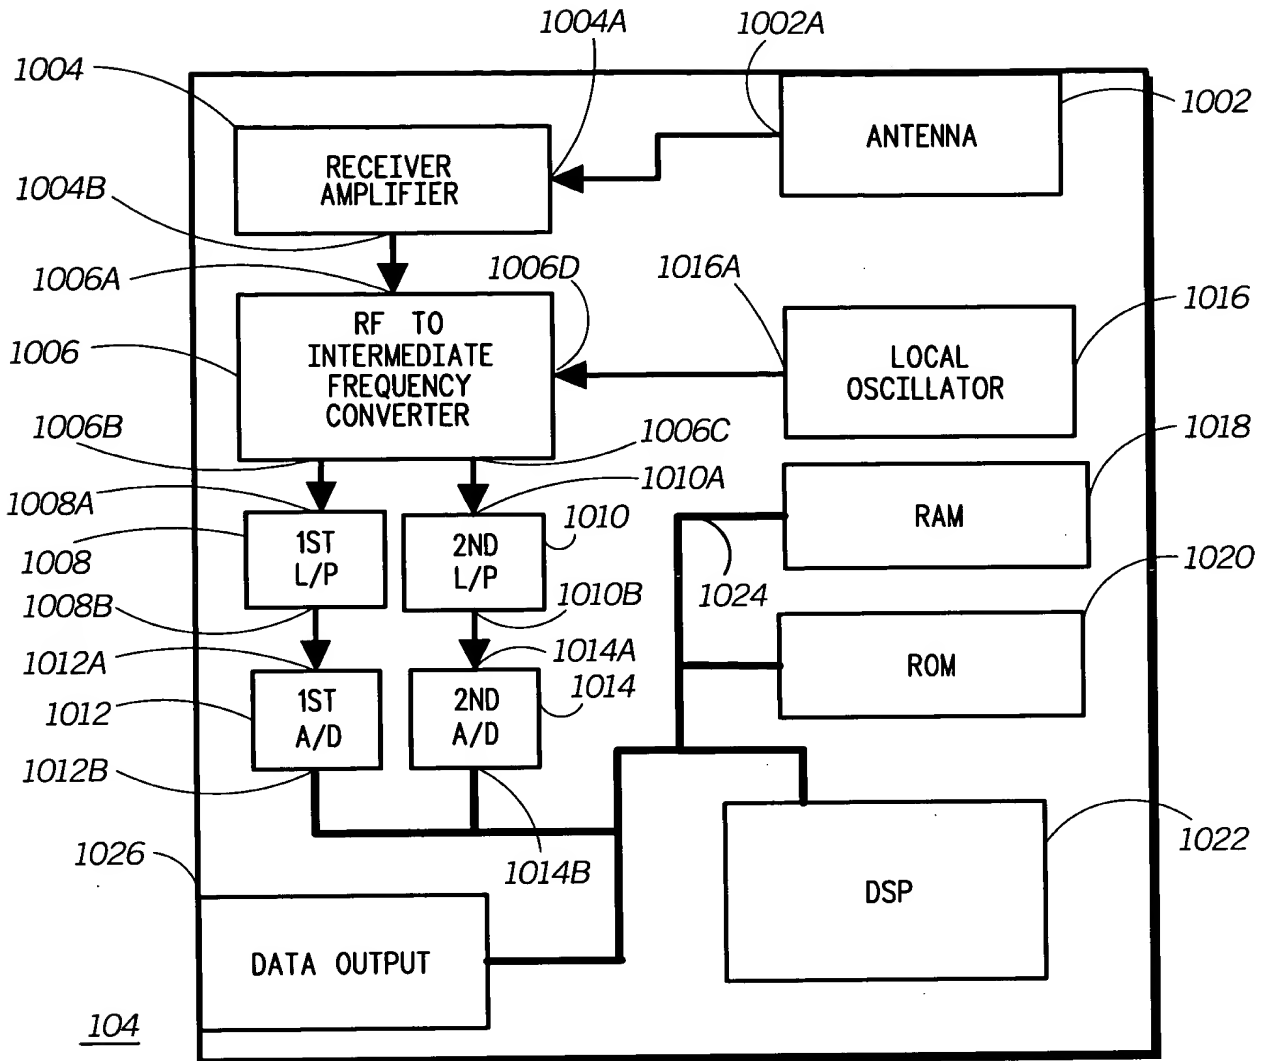 1004A
1002A
1004
1002
ANTENNA
RECEIVER
AMPLIFIER
1004B
1006A
1006D
1016A
1016
RF TO
INTERMEDIATE
FREQUENCY
CONVERTER
1006
LOCAL
OSCILLATOR
1006B
1006C
1018
1008A
1010A
RAM
1010
1ST
L/P
2ND
L/P
1008
1020
1024
1008B
1010B
1012A
1014A
ROM
1014
1ST
A/D
2ND
A/D
1012
1012B
1022
1026
1014B
DSP
DATA OUTPUT
104